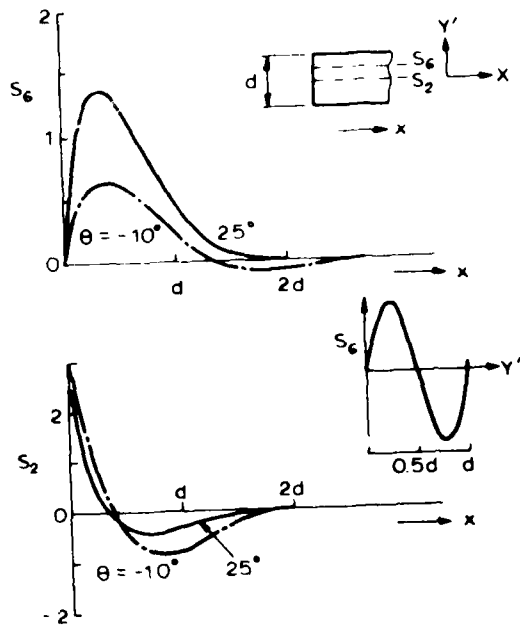 2
S6
1
0
θ = -10°
25°
d
2d
x
d
S6
S2
Y'
X
x
S6
Y'
0.5d
d
2
S2
0
-2
d
2d
x
θ = -10°
25°